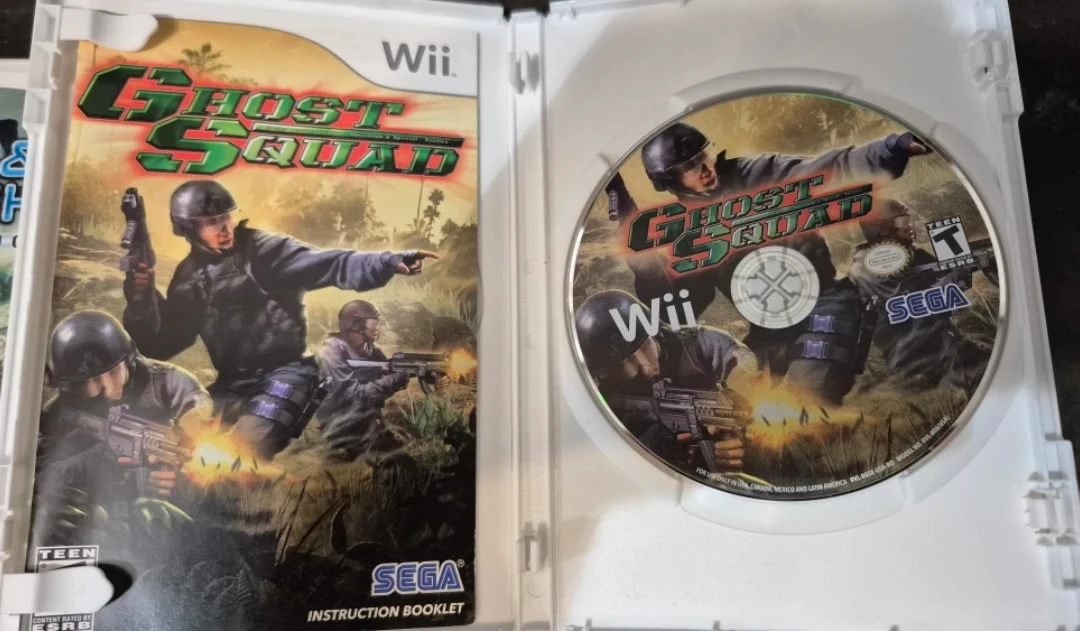 Wii
GHOST
SQUAD
TEEN
CONTENT RATED BY
ESRB
SEGA®
INSTRUCTION BOOKLET
&
H
GHOST
SQUAD
Wii
TEEN
T
ESRB
SEGA
FOR USE ONLY IN USA, CANADA, MEXICO AND LATIN AMERICA